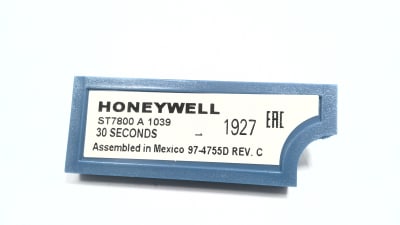 HONEYWELL
ST7800 A 1039
30 SECONDS – 1927 EAC
Assembled in Mexico 97-4755D REV. C